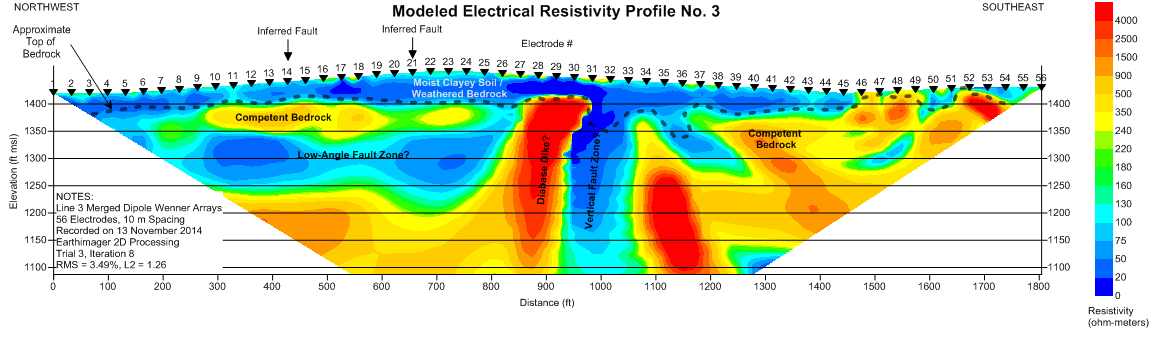 NORTHWEST
Modeled Electrical Resistivity Profile No. 3
SOUTHEAST
Approximate
Top of
Bedrock
Inferred Fault
Inferred Fault
Electrode #
2 3 4 5 6 7 8 9 10 11 12 13 14 15 16 17 18 19 20 21 22 23 24 25 26 27 28 29 30 31 32 33 34 35 36 37 38 39 40 41 42 43 44 45 46 47 48 49 50 51 52 53 54 55 56
Moist Clayey Soil /
Weathered Bedrock
Competent Bedrock
Low-Angle Fault Zone?
Diabase Dike?
Vertical Fault Zone?
Competent
Bedrock
Elevation (ft msl)
1400
1350
1300
1250
1200
1150
1100
1400
1350
1300
1250
1200
1150
1100
NOTES:
Line 3 Merged Dipole Wenner Arrays
56 Electrodes, 10 m Spacing
Recorded on 13 November 2014
Earthimager 2D Processing
Trial 3, Iteration 8
RMS = 3.49%, L2 = 1.26
0 100 200 300 400 500 600 700 800 900 1000 1100 1200 1300 1400 1500 1600 1700 1800
Distance (ft)
4000
2500
1500
900
500
350
240
220
180
160
130
100
75
50
20
0
Resistivity
(ohm-meters)